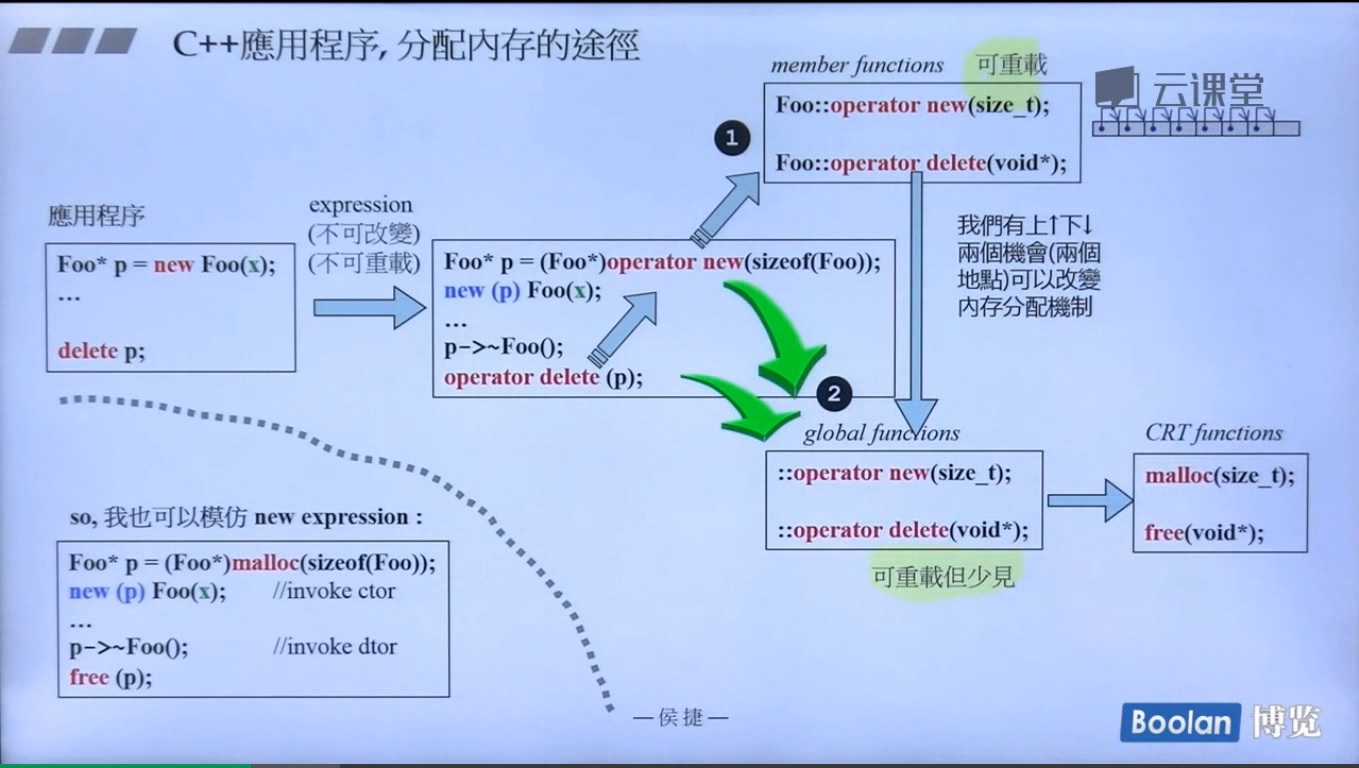 C++應用程序, 分配內存的途徑
member functions 可重載
云课堂
Foo::operator new(size_t);
Foo::operator delete(void*);
1
應用程序
Foo* p = new Foo(x);
...
delete p;
expression
(不可改變)
(不可重載)
Foo* p = (Foo*)operator new(sizeof(Foo));
new (p) Foo(x);
...
p->~Foo();
operator delete (p);
我們有上↑下↓
兩個機會(兩個
地點)可以改變
內存分配機制
2
global functions
::operator new(size_t);
::operator delete(void*);
可重載但少見
CRT functions
malloc(size_t);
free(void*);
so, 我也可以模仿 new expression :
Foo* p = (Foo*)malloc(sizeof(Foo));
new (p) Foo(x); //invoke ctor
...
p->~Foo(); //invoke dtor
free (p);
—侯捷—
Boolan 博览